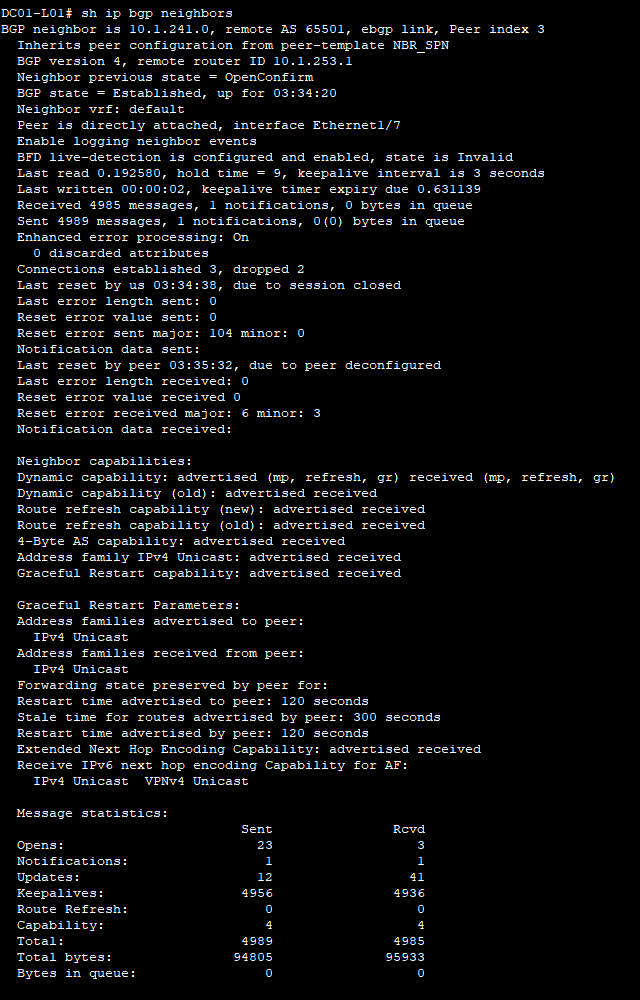 DC01-L01# sh ip bgp neighbors
BGP neighbor is 10.1.241.0, remote AS 65501, ebgp link, Peer index 3
  Inherits peer configuration from peer-template NBR_SPN
  BGP version 4, remote router ID 10.1.253.1
  Neighbor previous state = OpenConfirm
  BGP state = Established, up for 03:34:20
  Neighbor vrf: default
  Peer is directly attached, interface Ethernet1/7
  Enable logging neighbor events
  BFD live-detection is configured and enabled, state is Invalid
  Last read 0.192580, hold time = 9, keepalive interval is 3 seconds
  Last written 00:00:02, keepalive timer expiry due 0.631139
  Received 4985 messages, 1 notifications, 0 bytes in queue
  Sent 4989 messages, 1 notifications, 0(0) bytes in queue
  Enhanced error processing: On
    0 discarded attributes
  Connections established 3, dropped 2
  Last reset by us 03:34:38, due to session closed
  Last error length sent: 0
  Reset error value sent: 0
  Reset error sent major: 104 minor: 0
  Notification data sent:
  Last reset by peer 03:35:32, due to peer deconfigured
  Last error length received: 0
  Reset error value received 0
  Reset error received major: 6 minor: 3
  Notification data received:

  Neighbor capabilities:
  Dynamic capability: advertised (mp, refresh, gr) received (mp, refresh, gr)
  Dynamic capability (old): advertised received
  Route refresh capability (new): advertised received
  Route refresh capability (old): advertised received
  4-Byte AS capability: advertised received
  Address family IPv4 Unicast: advertised received
  Graceful Restart capability: advertised received

  Graceful Restart Parameters:
  Address families advertised to peer:
    IPv4 Unicast
  Address families received from peer:
    IPv4 Unicast
  Forwarding state preserved by peer for:
  Restart time advertised to peer: 120 seconds
  Stale time for routes advertised by peer: 300 seconds
  Restart time advertised by peer: 120 seconds
  Extended Next Hop Encoding Capability: advertised received
  Receive IPv6 next hop encoding Capability for AF:
    IPv4 Unicast  VPNv4 Unicast

  Message statistics:
                              Sent               Rcvd
  Opens:                        23                  3
  Notifications:                 1                  1
  Updates:                      12                 41
  Keepalives:                 4956               4936
  Route Refresh:                 0                  0
  Capability:                    4                  4
  Total:                      4989               4985
  Total bytes:               94805              95933
  Bytes in queue:                0                  0